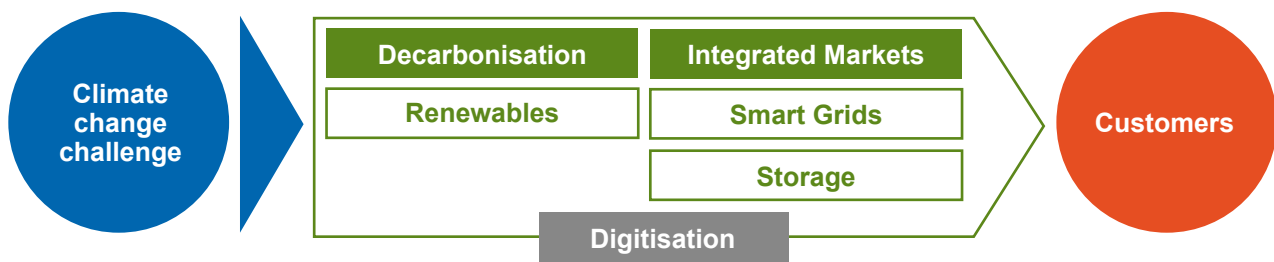 Climate
change
challenge
Decarbonisation
Renewables
Integrated Markets
Smart Grids
Storage
Digitisation
Customers